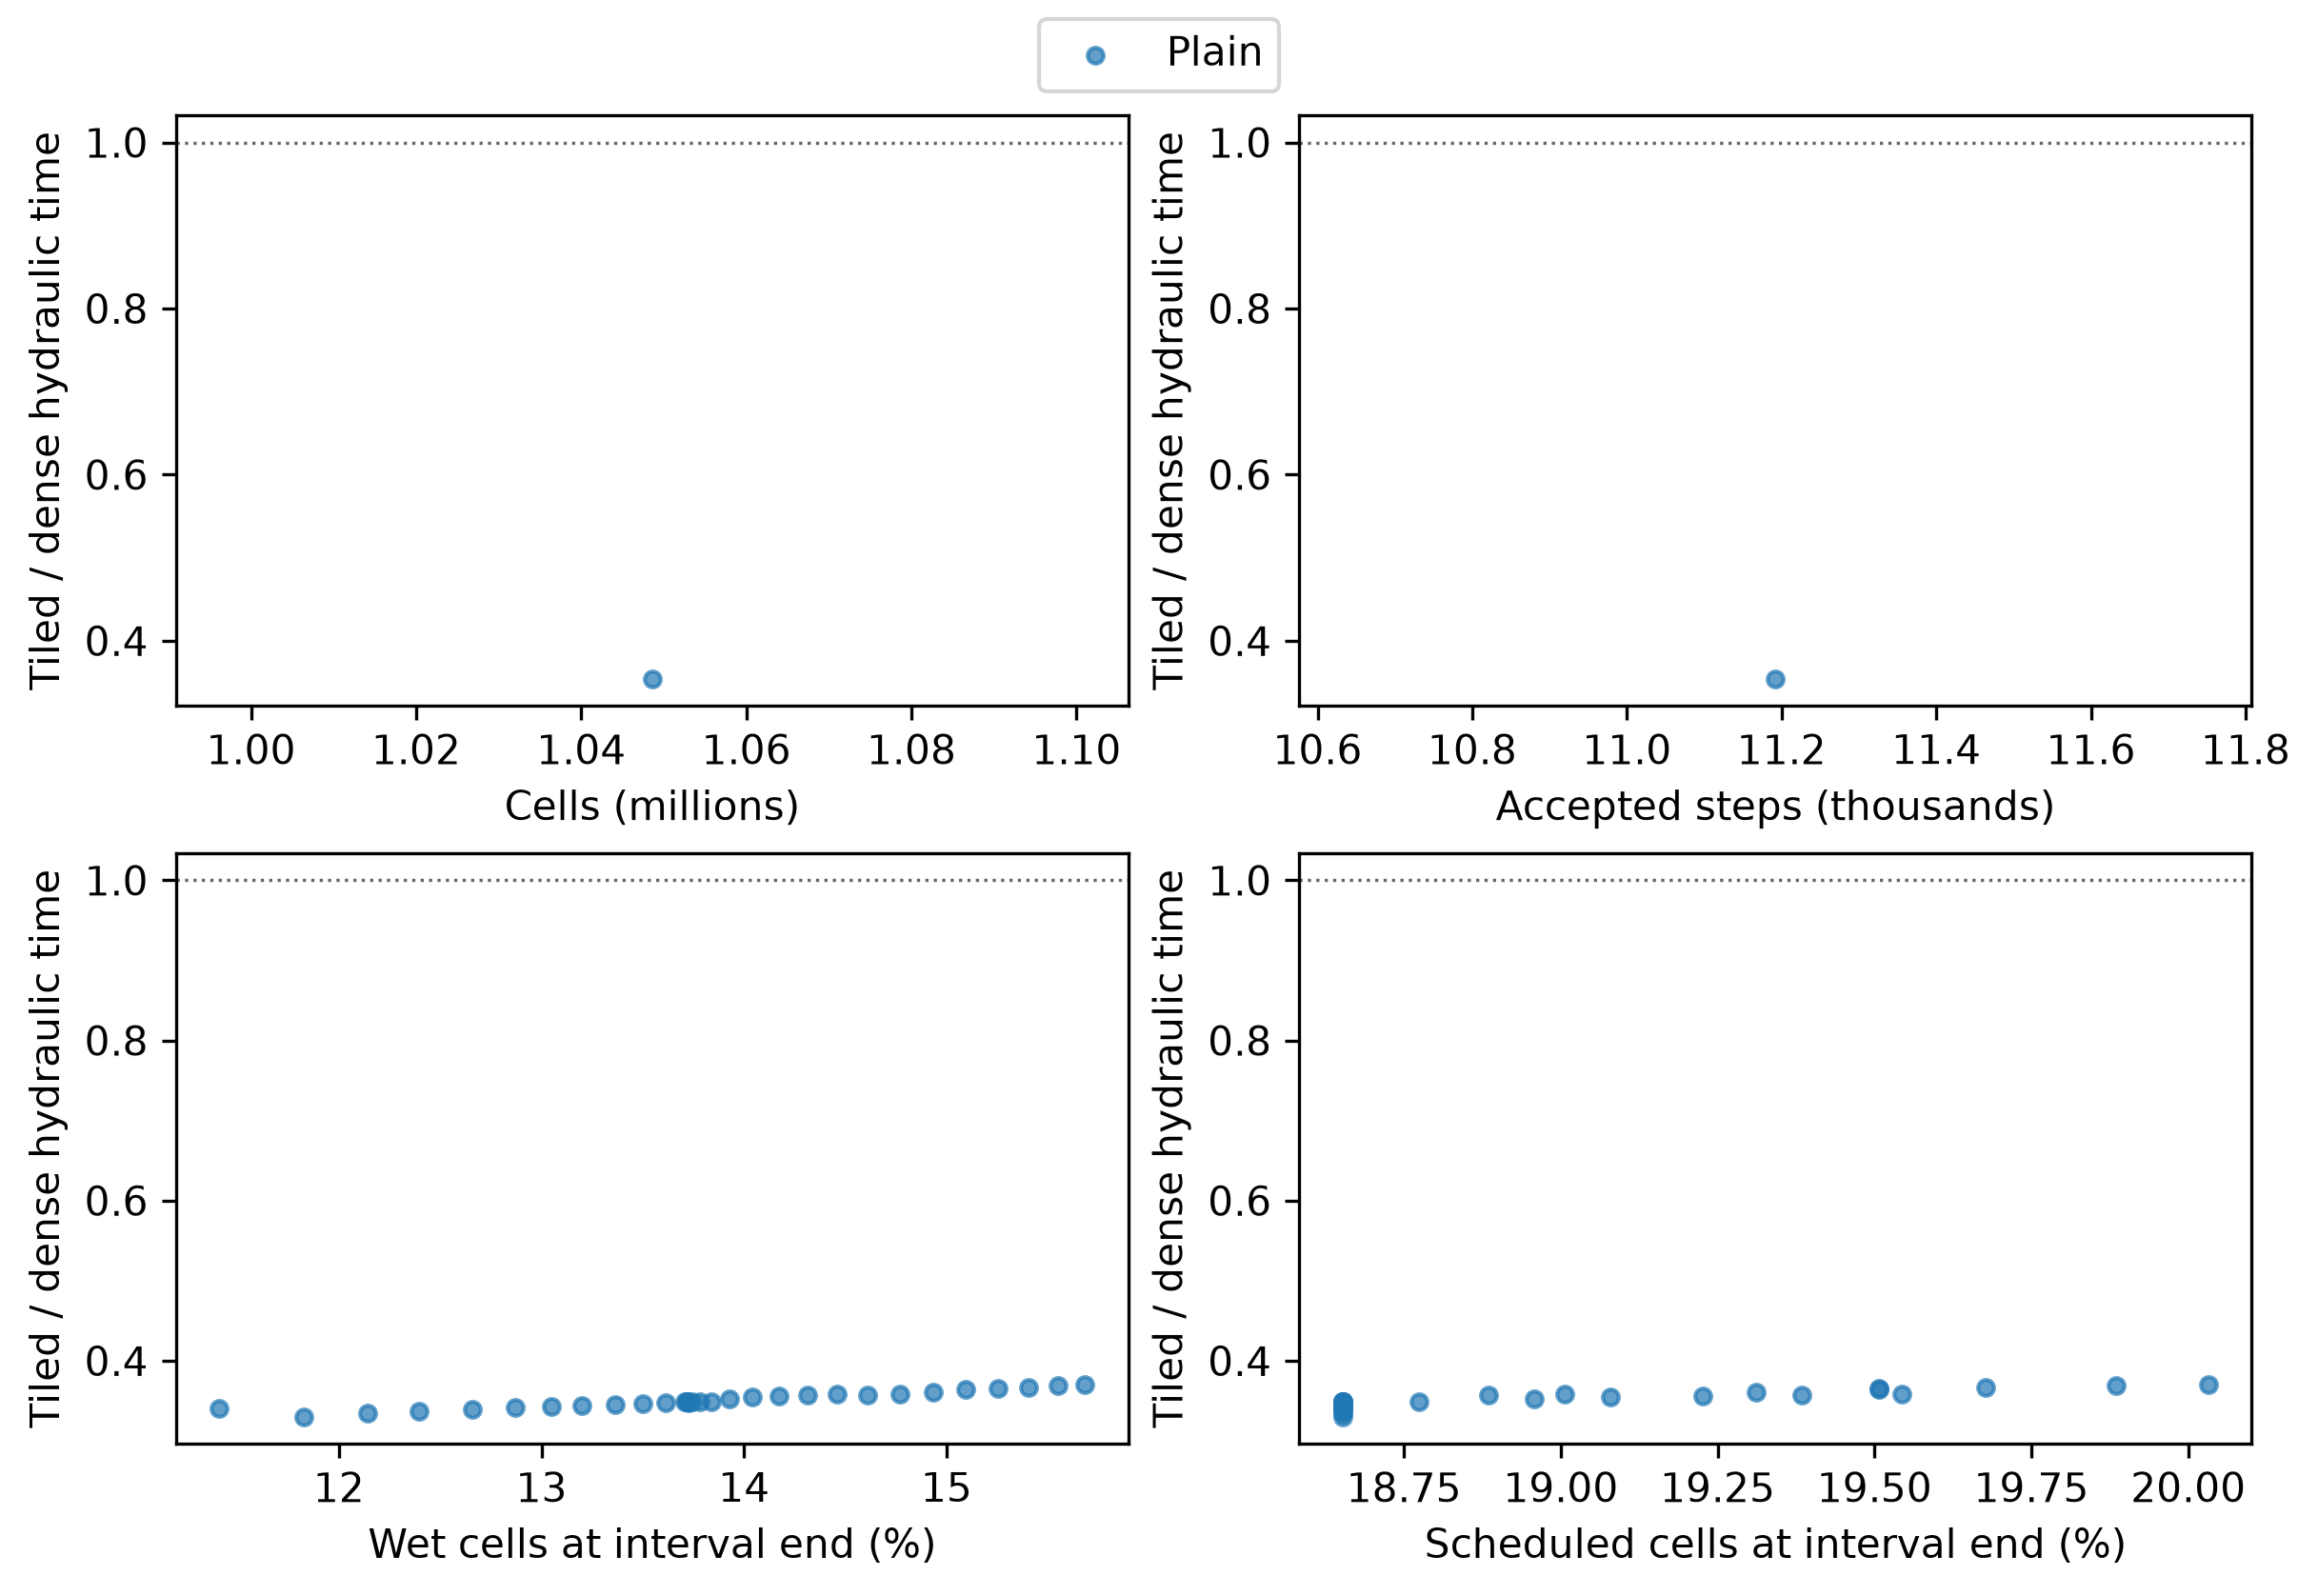 Plain
Tiled / dense hydraulic time
1.0
0.8
0.6
0.4
1.00 1.02 1.04 1.06 1.08 1.10
Cells (millions)
Tiled / dense hydraulic time
1.0
0.8
0.6
0.4
10.6 10.8 11.0 11.2 11.4 11.6 11.8
Accepted steps (thousands)
Tiled / dense hydraulic time
1.0
0.8
0.6
0.4
12 13 14 15
Wet cells at interval end (%)
Tiled / dense hydraulic time
1.0
0.8
0.6
0.4
18.75 19.00 19.25 19.50 19.75 20.00
Scheduled cells at interval end (%)